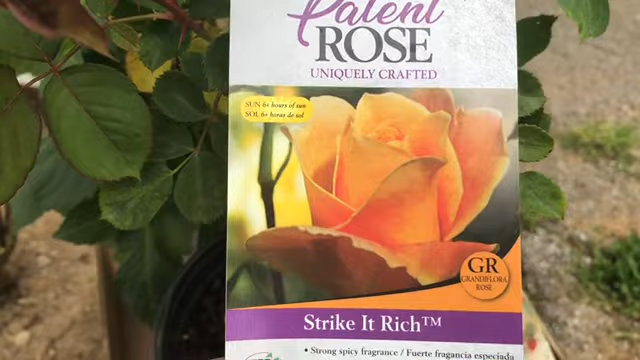 Patent
ROSE
UNIQUELY CRAFTED
SUN 6+ hours of sun
SOL 6+ horas de sol
GR
GRANDIFLORA
ROSE
Strike It Rich™
• Strong spicy fragrance / Fuerte fragancia especiada